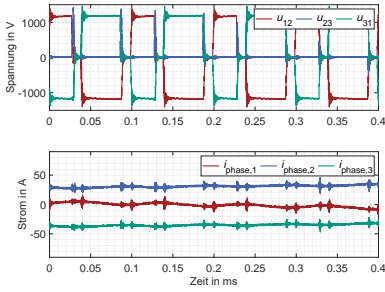 1000
0
-1000
Spannung in V
u12 u23 u31
0 0.05 0.1 0.15 0.2 0.25 0.3 0.35 0.4
50
0
-50
Strom in A
iphase,1 iphase,2 iphase,3
0 0.05 0.1 0.15 0.2 0.25 0.3 0.35 0.4
Zeit in ms